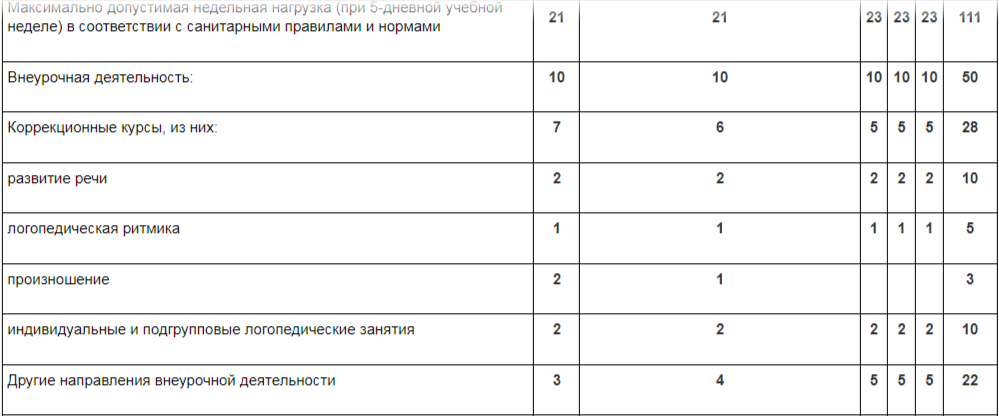 Максимально допустимая недельная нагрузка (при 5-дневной учебной
неделе) в соответствии с санитарными правилами и нормами 21 21 23 23 23 111
Внеурочная деятельность: 10 10 10 10 10 50
Коррекционные курсы, из них: 7 6 5 5 5 28
развитие речи 2 2 2 2 2 10
логопедическая ритмика 1 1 1 1 1 5
произношение 2 1 3
индивидуальные и подгрупповые логопедические занятия 2 2 2 2 2 10
Другие направления внеурочной деятельности 3 4 5 5 5 22